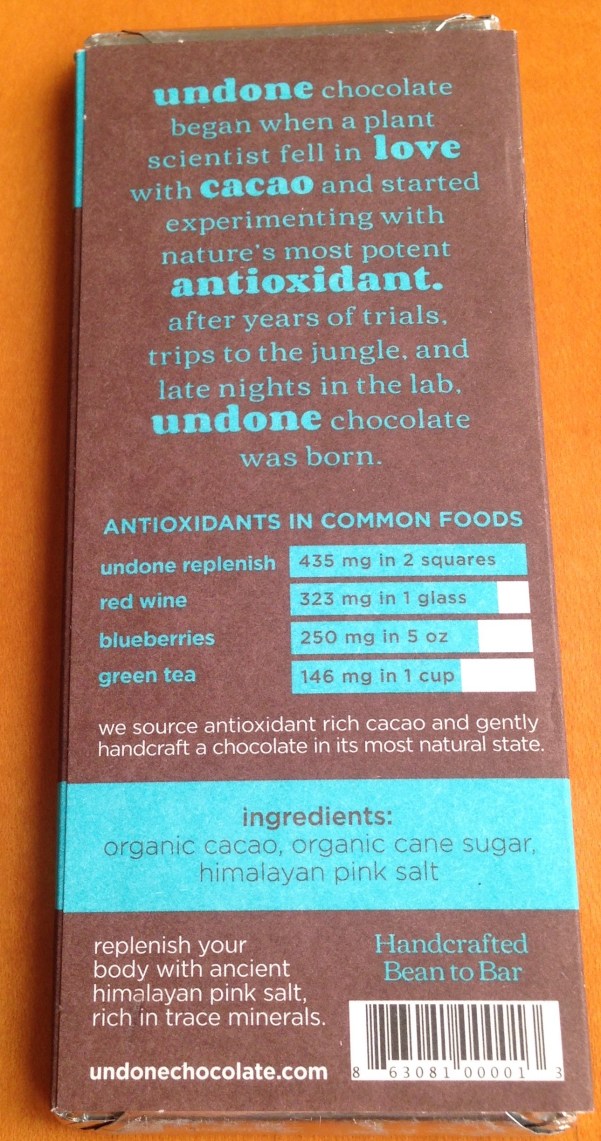 undone chocolate
began when a plant
scientist fell in love
with cacao and started
experimenting with
nature's most potent
antioxidant.
after years of trials,
trips to the jungle, and
late nights in the lab,
undone chocolate
was born.
ANTIOXIDANTS IN COMMON FOODS
undone replenish 435 mg in 2 squares
red wine 323 mg in 1 glass
blueberries 250 mg in 5 oz
green tea 146 mg in 1 cup
we source antioxidant rich cacao and gently
handcraft a chocolate in its most natural state.
ingredients:
organic cacao, organic cane sugar,
himalayan pink salt
replenish your
body with ancient
himalayan pink salt,
rich in trace minerals.
undonechocolate.com
Handcrafted
Bean to Bar
8 63081 00001 3